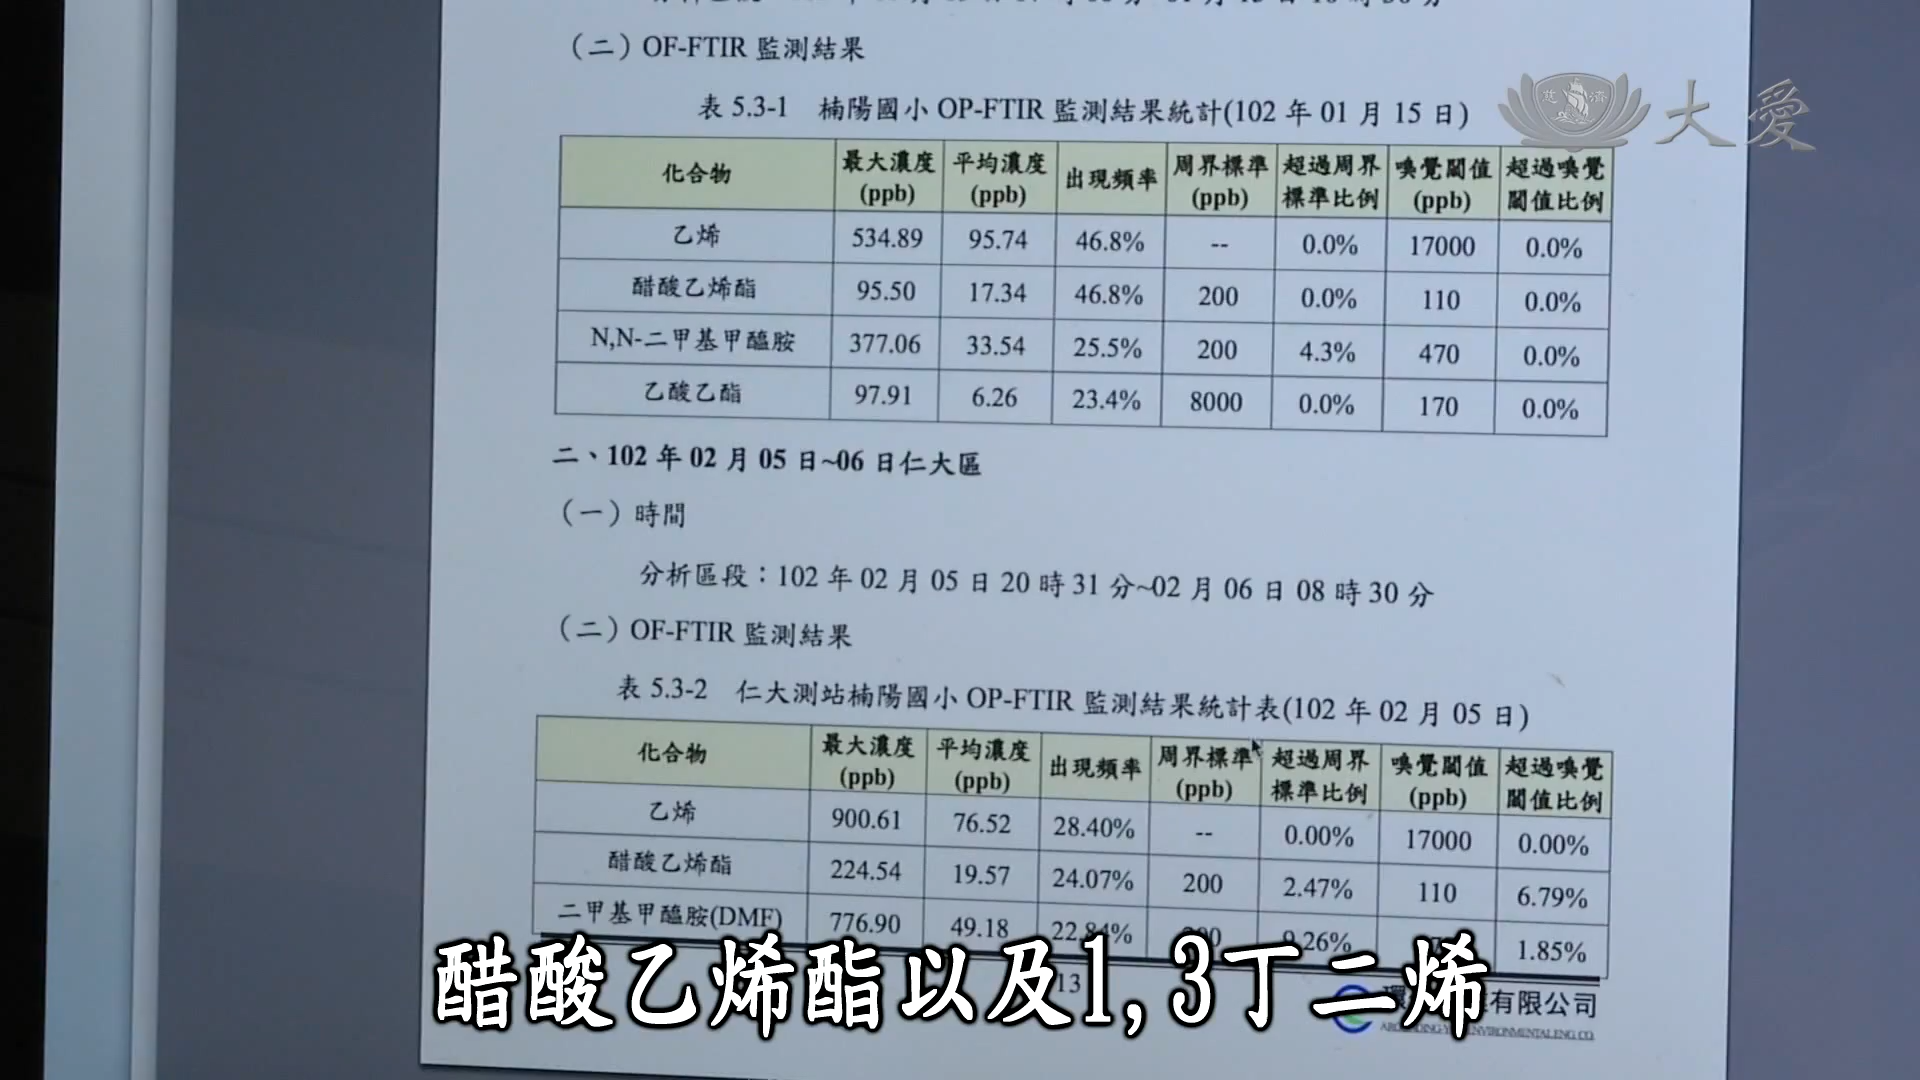 （二）OF-FTIR 監測結果
慈濟 大愛
表 5.3-1 楠陽國小 OP-FTIR 監測結果統計(102 年 01 月 15 日)
化合物 最大濃度(ppb) 平均濃度(ppb) 出現頻率 周界標準(ppb) 超過周界標準比例 嗅覺閾值(ppb) 超過嗅覺閾值比例
乙烯 534.89 95.74 46.8% -- 0.0% 17000 0.0%
醋酸乙烯酯 95.50 17.34 46.8% 200 0.0% 110 0.0%
N,N-二甲基甲醯胺 377.06 33.54 25.5% 200 4.3% 470 0.0%
乙酸乙酯 97.91 6.26 23.4% 8000 0.0% 170 0.0%
二、102 年 02 月 05 日~06 日仁大區
（一）時間
分析區段：102 年 02 月 05 日 20 時 31 分~02 月 06 日 08 時 30 分
（二）OF-FTIR 監測結果
表 5.3-2 仁大測站楠陽國小 OP-FTIR 監測結果統計表(102 年 02 月 05 日)
化合物 最大濃度(ppb) 平均濃度(ppb) 出現頻率 周界標準(ppb) 超過周界標準比例 嗅覺閾值(ppb) 超過嗅覺閾值比例
乙烯 900.61 76.52 28.40% -- 0.00% 17000 0.00%
醋酸乙烯酯 224.54 19.57 24.07% 200 2.47% 110 6.79%
二甲基甲醯胺(DMF) 776.90 49.18 22.84% 9.26% 1.85%
13
有限公司
醋酸乙烯酯以及1,3丁二烯